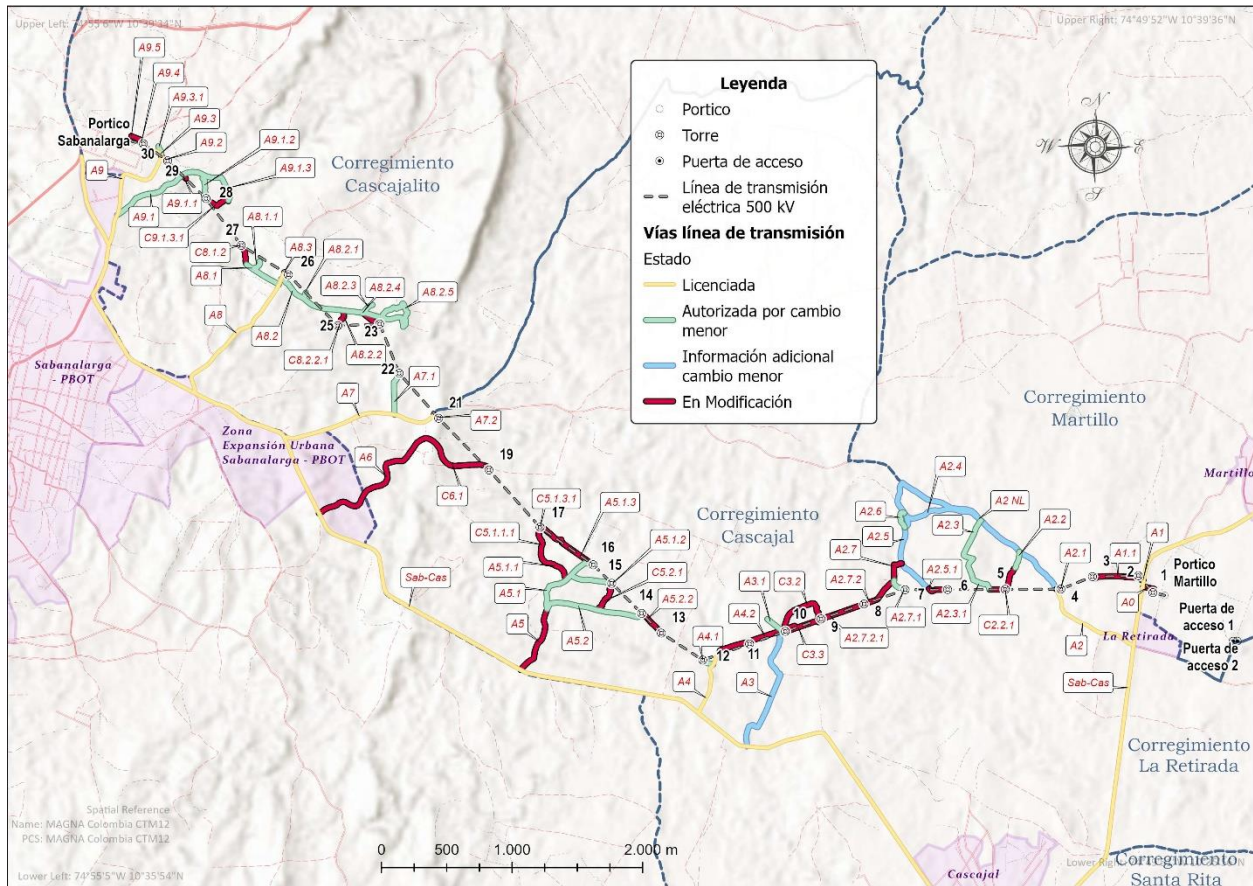 Upper Left: 74°55'6"W 10°39'34"N
Upper Right: 74°49'52"W 10°39'36"N
A9.5
A9.4
A9.3.1
A9.3
A9.2
A9.1.2
A9.1.3
Portico
Sabanalarga
30
29
28
A9
A9.1
A9.1.1
C9.1.3.1
Corregimiento
Cascajalito
27
A8.1.1
C8.1.2
A8.3
A8.2.1
26
A8.1
A8.2.3
A8.2.4
A8.2.5
A8
A8.2
25
23
C8.2.2.1
A8.2.2
22
A7.1
21
A7
A7.2
Sabanalarga
- PBOT
Zona
Expansión Urbana
Sabanalarga - PBOT
A6
C6.1
19
Leyenda
Portico
Torre
Puerta de acceso
Línea de transmisión
eléctrica 500 kV
Vías línea de transmisión
Estado
Licenciada
Autorizada por cambio
menor
Información adicional
cambio menor
En Modificación
N
W
E
S
Corregimiento
Martillo
Martillo
C5.1.3.1
17
A5.1.3
C5.1.1.1
16
15
A5.1.2
A5.1.1
C5.2.1
A5.1
14
A5.2.2
13
A5
A5.2
Sab-Cas
Corregimiento
Cascajal
A2.4
A2.6
A2 NL
A2.3
A2.2
A2.5
A2.7
A2.1
A1.1
A1
A2.5.1
5
3
2
1
Portico
Martillo
A3.1
C3.2
A2.7.2
7
6
4
A0
A4.2
10
8
A2.7.1
A2.3.1
C2.2.1
Puerta de
acceso 1
A4.1
9
A2.7.2.1
A2
La Retirada
Puerta de
acceso 2
12
11
C3.3
A4
A3
Sab-Cas
Corregimiento
La Retirada
Spatial Reference
Name: MAGNA Colombia CTM12
PCS: MAGNA Colombia CTM12
0
500
1.000
2.000 m
Lower Left: 74°55'5"W 10°35'54"N
Cascajal
Corregimiento
Santa Rita